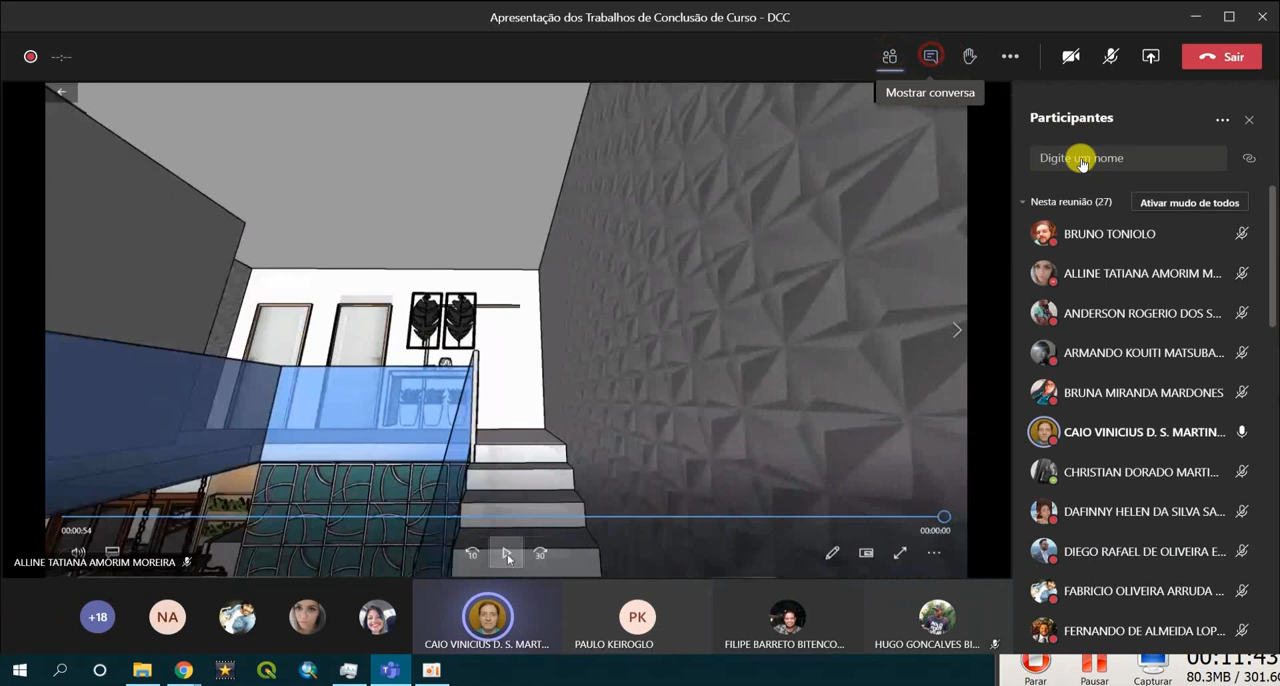 Apresentação dos Trabalhos de Conclusão de Curso - DCC
--:--
Sair
Mostrar conversa
Participantes
Digite um nome
Nesta reunião (27)
Ativar mudo de todos
BRUNO TONIOLO
ALLINE TATIANA AMORIM M...
ANDERSON ROGERIO DOS S...
ARMANDO KOUITI MATSUBA...
BRUNA MIRANDA MARDONES
CAIO VINICIUS D. S. MARTIN...
CHRISTIAN DORADO MARTI...
DAFINNY HELEN DA SILVA SA...
DIEGO RAFAEL DE OLIVEIRA E...
FABRICIO OLIVEIRA ARRUDA ...
FERNANDO DE ALMEIDA LOP...
00:00:54
00:00:00
10
30
ALLINE TATIANA AMORIM MOREIRA
+18
NA
PK
CAIO VINICIUS D. S. MART...
PAULO KEIROGLO
FILIPE BARRETO BITENCO...
HUGO GONCALVES BI...
Parar
Pausar
Capturar
00:11:43
80.3MB / 301.6